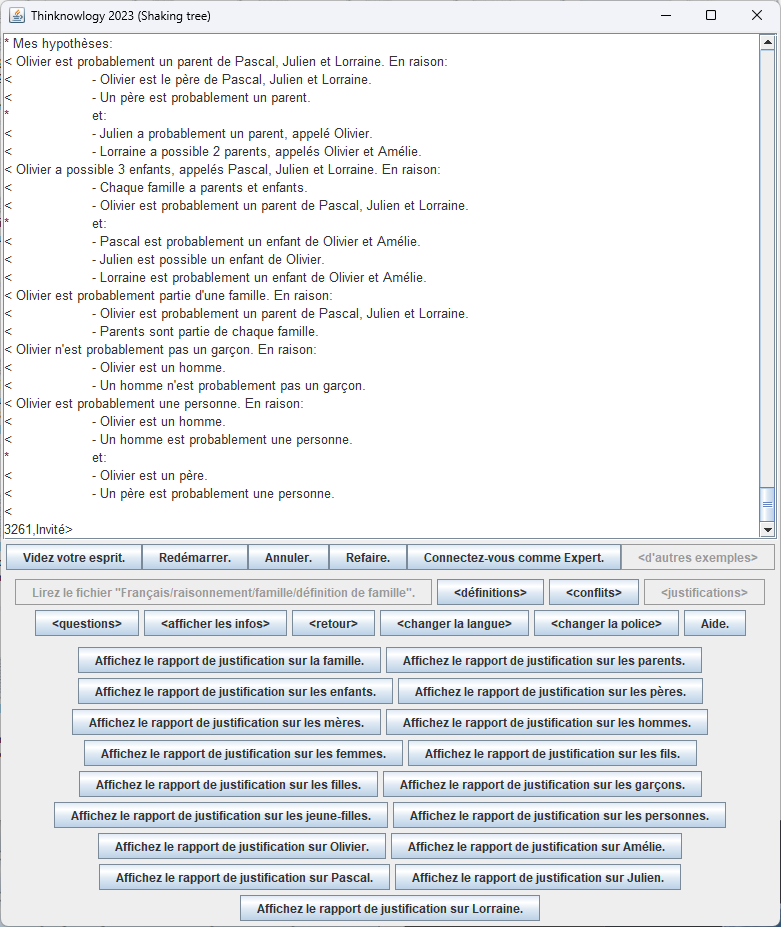 Thinknowlogy 2023 (Shaking tree)
* Mes hypothèses:
< Olivier est probablement un parent de Pascal, Julien et Lorraine. En raison:
< - Olivier est le père de Pascal, Julien et Lorraine.
< - Un père est probablement un parent.
* et:
< - Julien a probablement un parent, appelé Olivier.
< - Lorraine a possible 2 parents, appelés Olivier et Amélie.
< Olivier a possible 3 enfants, appelés Pascal, Julien et Lorraine. En raison:
< - Chaque famille a parents et enfants.
< - Olivier est probablement un parent de Pascal, Julien et Lorraine.
* et:
< - Pascal est probablement un enfant de Olivier et Amélie.
< - Julien est possible un enfant de Olivier.
< - Lorraine est probablement un enfant de Olivier et Amélie.
< Olivier est probablement partie d'une famille. En raison:
< - Olivier est probablement un parent de Pascal, Julien et Lorraine.
< - Parents sont partie de chaque famille.
< Olivier n'est probablement pas un garçon. En raison:
< - Olivier est un homme.
< - Un homme n'est probablement pas un garçon.
< Olivier est probablement une personne. En raison:
< - Olivier est un homme.
< - Un homme est probablement une personne.
* et:
< - Olivier est un père.
< - Un père est probablement une personne.
<
3261,Invité>
Videz votre esprit. Redémarrer. Annuler. Refaire. Connectez-vous comme Expert. <d'autres exemples>
Lirez le fichier "Français/raisonnement/famille/définition de famille". <définitions> <conflits> <justifications>
<questions> <afficher les infos> <retour> <changer la langue> <changer la police> Aide.
Affichez le rapport de justification sur la famille. Affichez le rapport de justification sur les parents.
Affichez le rapport de justification sur les enfants. Affichez le rapport de justification sur les pères.
Affichez le rapport de justification sur les mères. Affichez le rapport de justification sur les hommes.
Affichez le rapport de justification sur les femmes. Affichez le rapport de justification sur les fils.
Affichez le rapport de justification sur les filles. Affichez le rapport de justification sur les garçons.
Affichez le rapport de justification sur les jeune-filles. Affichez le rapport de justification sur les personnes.
Affichez le rapport de justification sur Olivier. Affichez le rapport de justification sur Amélie.
Affichez le rapport de justification sur Pascal. Affichez le rapport de justification sur Julien.
Affichez le rapport de justification sur Lorraine.